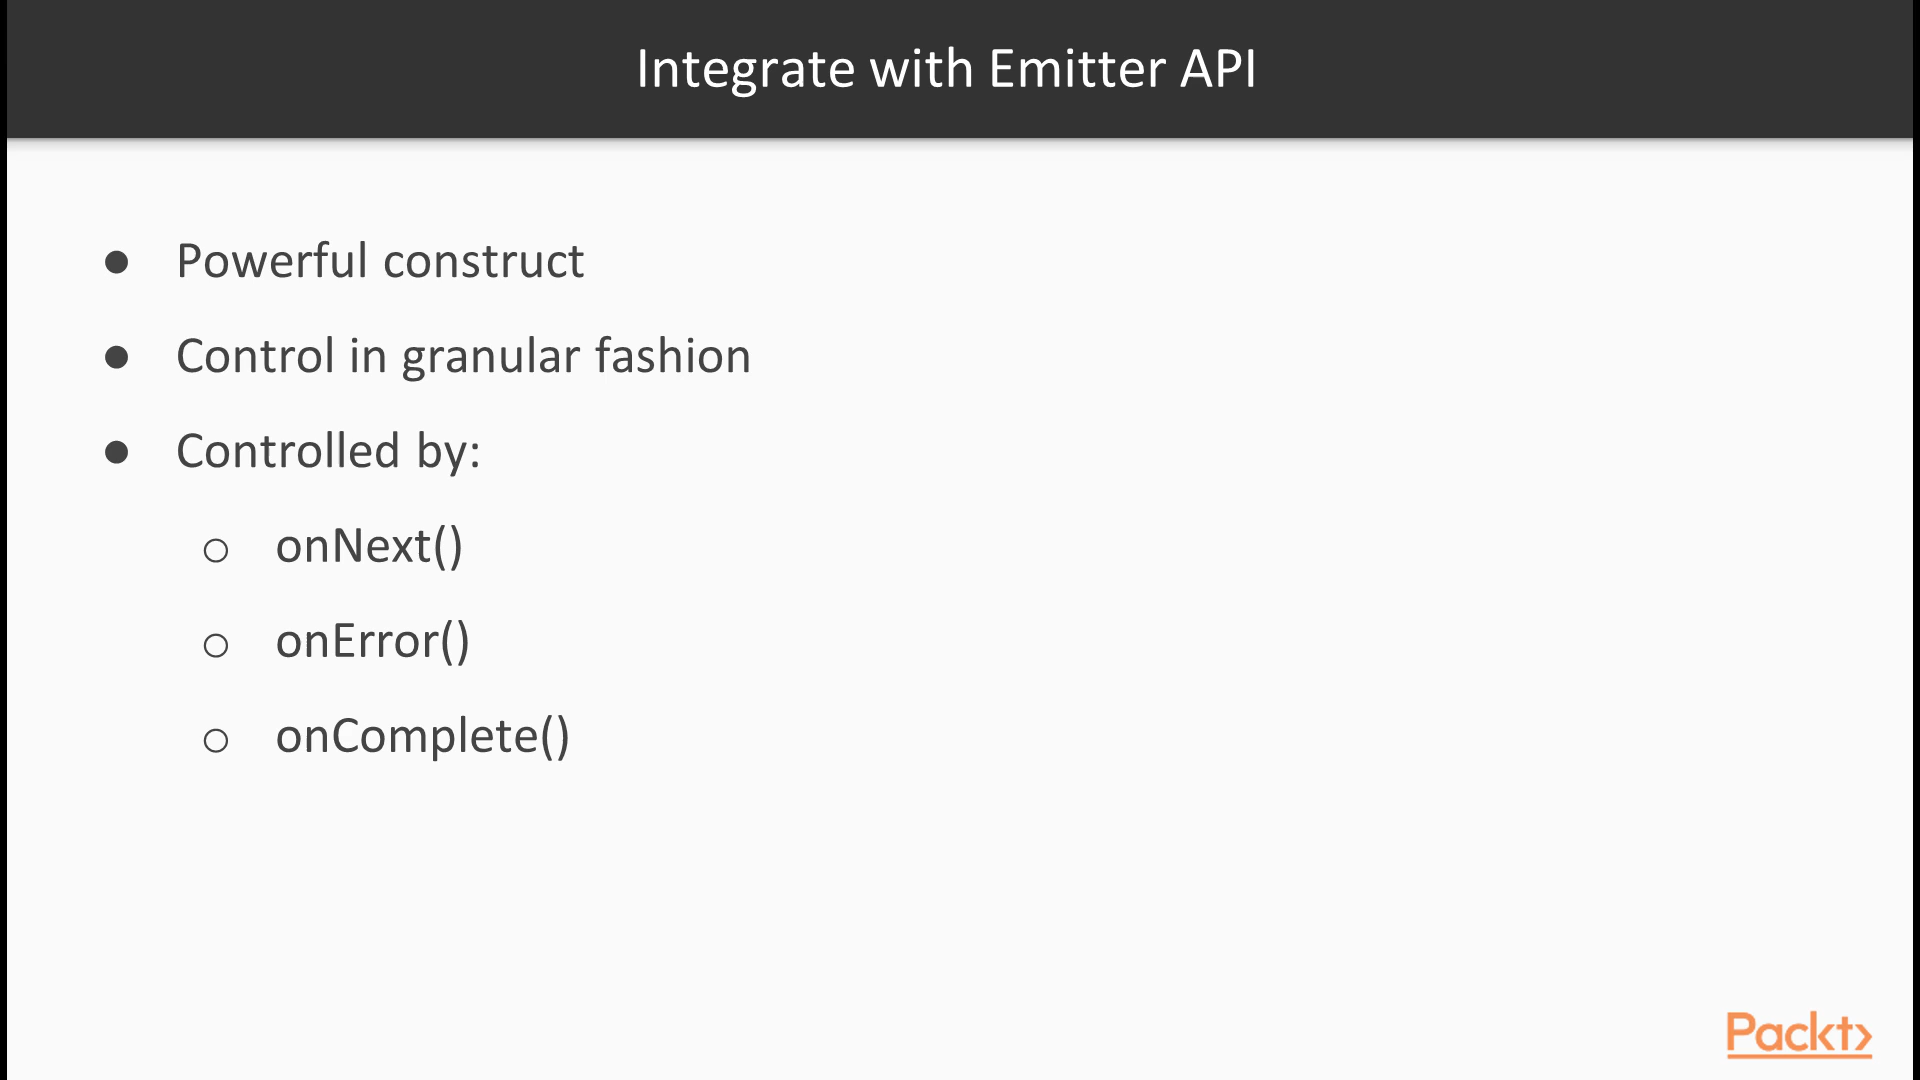 Integrate with Emitter API
● Powerful construct
● Control in granular fashion
● Controlled by:
○ onNext()
○ onError()
○ onComplete()
Packt>